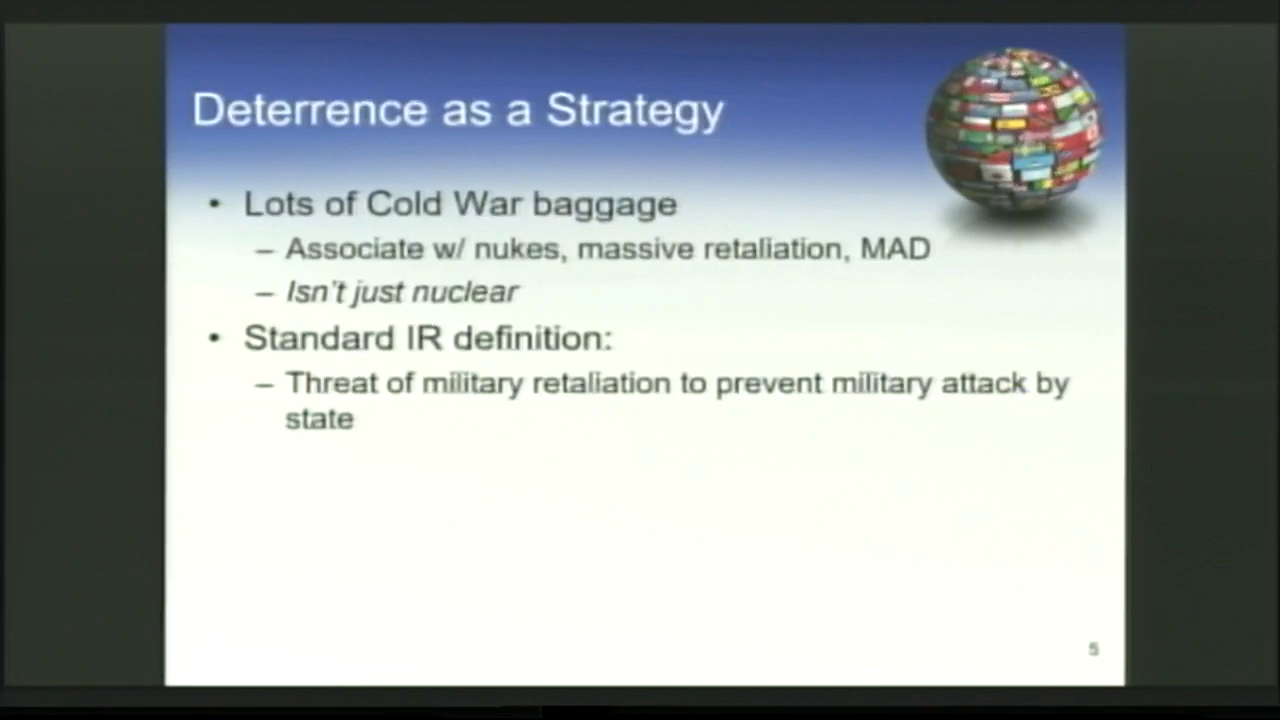 Deterrence as a Strategy
• Lots of Cold War baggage
– Associate w/ nukes, massive retaliation, MAD
– Isn't just nuclear
• Standard IR definition:
– Threat of military retaliation to prevent military attack by
state
5